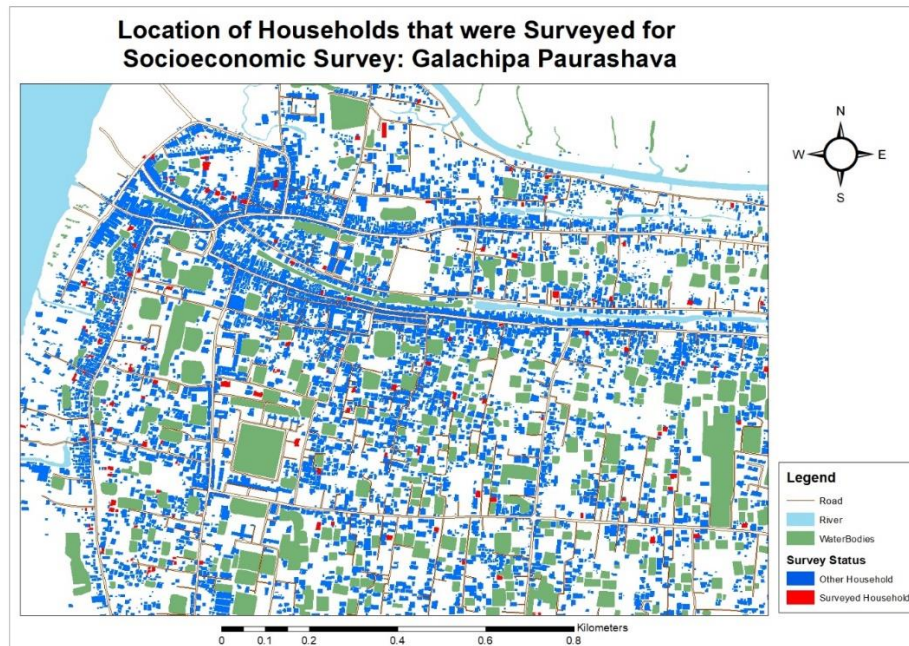 Location of Households that were Surveyed for
Socioeconomic Survey: Galachipa Paurashava
N
W E
S
Legend
Road
River
WaterBodies
Survey Status
Other Household
Surveyed Household
Kilometers
0 0.1 0.2 0.4 0.6 0.8